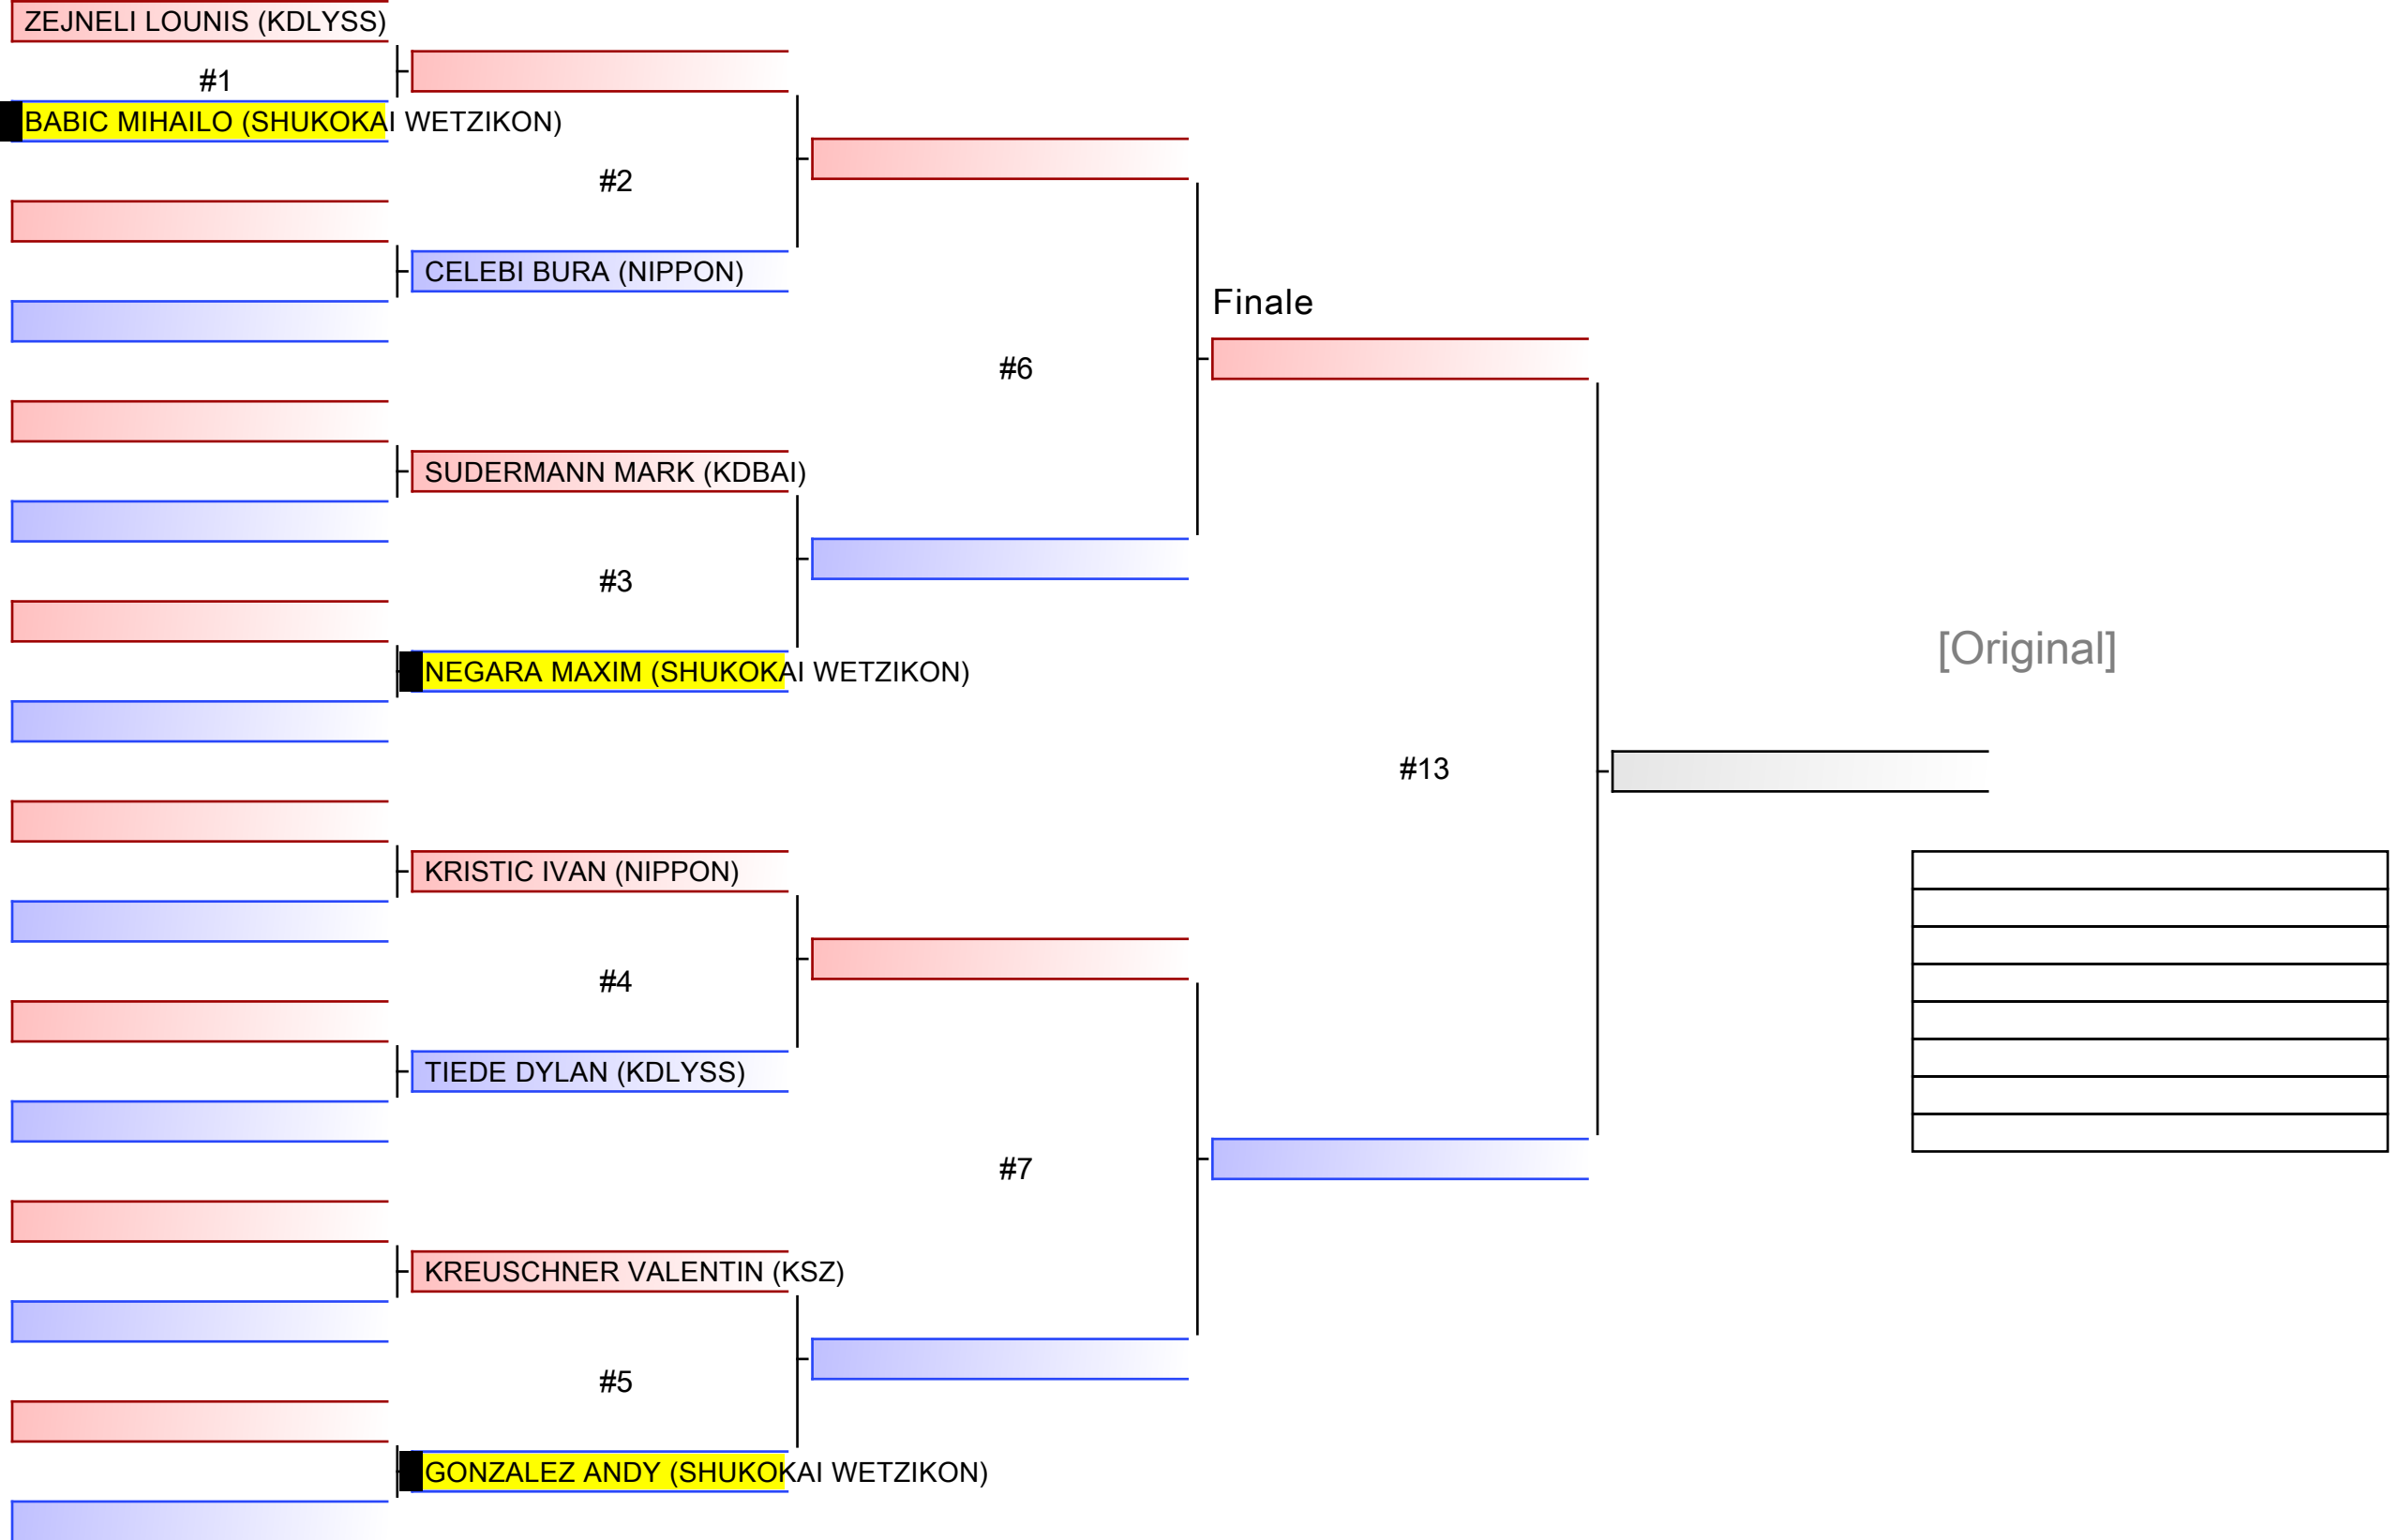 ZEJNELI LOUNIS (KDLYSS)
#1
BABIC MIHAILO (SHUKOKAI WETZIKON)
#2
CELEBI BURA (NIPPON)
Finale
#6
SUDERMANN MARK (KDBAI)
#3
NEGARA MAXIM (SHUKOKAI WETZIKON)
[Original]
#13
KRISTIC IVAN (NIPPON)
#4
TIEDE DYLAN (KDLYSS)
#7
KREUSCHNER VALENTIN (KSZ)
#5
GONZALEZ ANDY (SHUKOKAI WETZIKON)